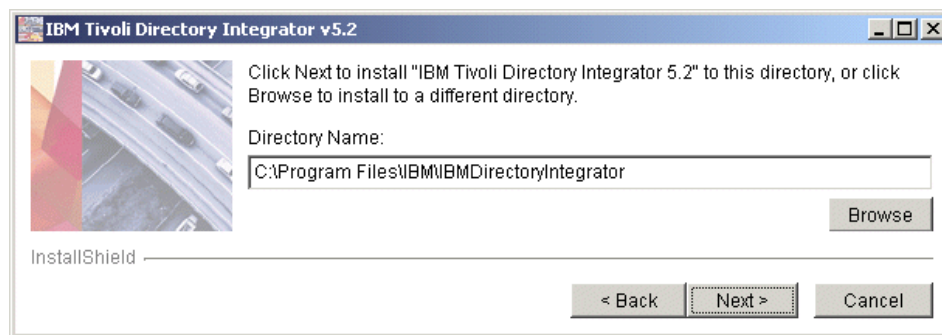 IBM Tivoli Directory Integrator v5.2
Click Next to install "IBM Tivoli Directory Integrator 5.2" to this directory, or click
Browse to install to a different directory.
Directory Name:
C:\Program Files\IBM\IBMDirectoryIntegrator
Browse
InstallShield
< Back
Next >
Cancel